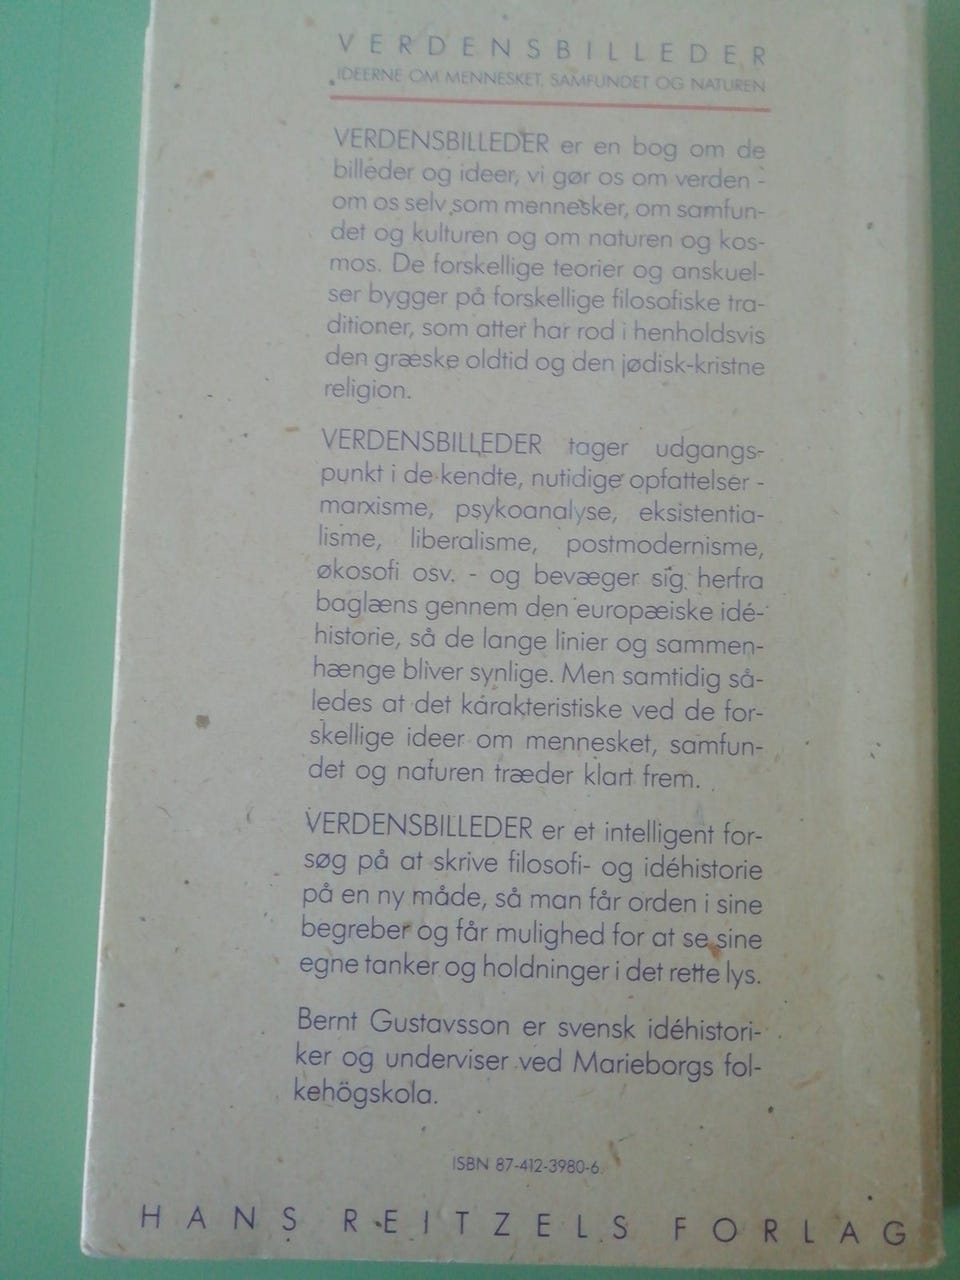 VERDENSBILLEDER
IDEERNE OM MENNESKET, SAMFUNDET OG NATUREN
VERDENSBILLEDER er en bog om de
billeder og ideer, vi gør os om verden -
om os selv som mennesker, om samfun-
det og kulturen og om naturen og kos-
mos. De forskellige teorier og anskuel-
ser bygger på forskellige filosofiske tra-
ditioner, som atter har rod i henholdsvis
den græske oldtid og den jødisk-kristne
religion.
VERDENSBILLEDER tager udgangs-
punkt i de kendte, nutidige opfattelser -
marxisme, psykoanalyse, eksistentia-
lisme, liberalisme, postmodernisme,
økosofi osv. - og bevæger sig herfra
baglæns gennem den europæiske idé-
historie, så de lange linier og sammen-
hænge bliver synlige. Men samtidig så-
ledes at det karakteristiske ved de for-
skellige ideer om mennesket, samfun-
det og naturen træder klart frem.
VERDENSBILLEDER er et intelligent for-
søg på at skrive filosofi- og idéhistorie
på en ny måde, så man får orden i sine
begreber og får mulighed for at se sine
egne tanker og holdninger i det rette lys.
Bernt Gustavsson er svensk idéhistori-
ker og underviser ved Marieborgs fol-
kehögskola.
ISBN 87-412-3980-6
HANS REITZELS FORLAG